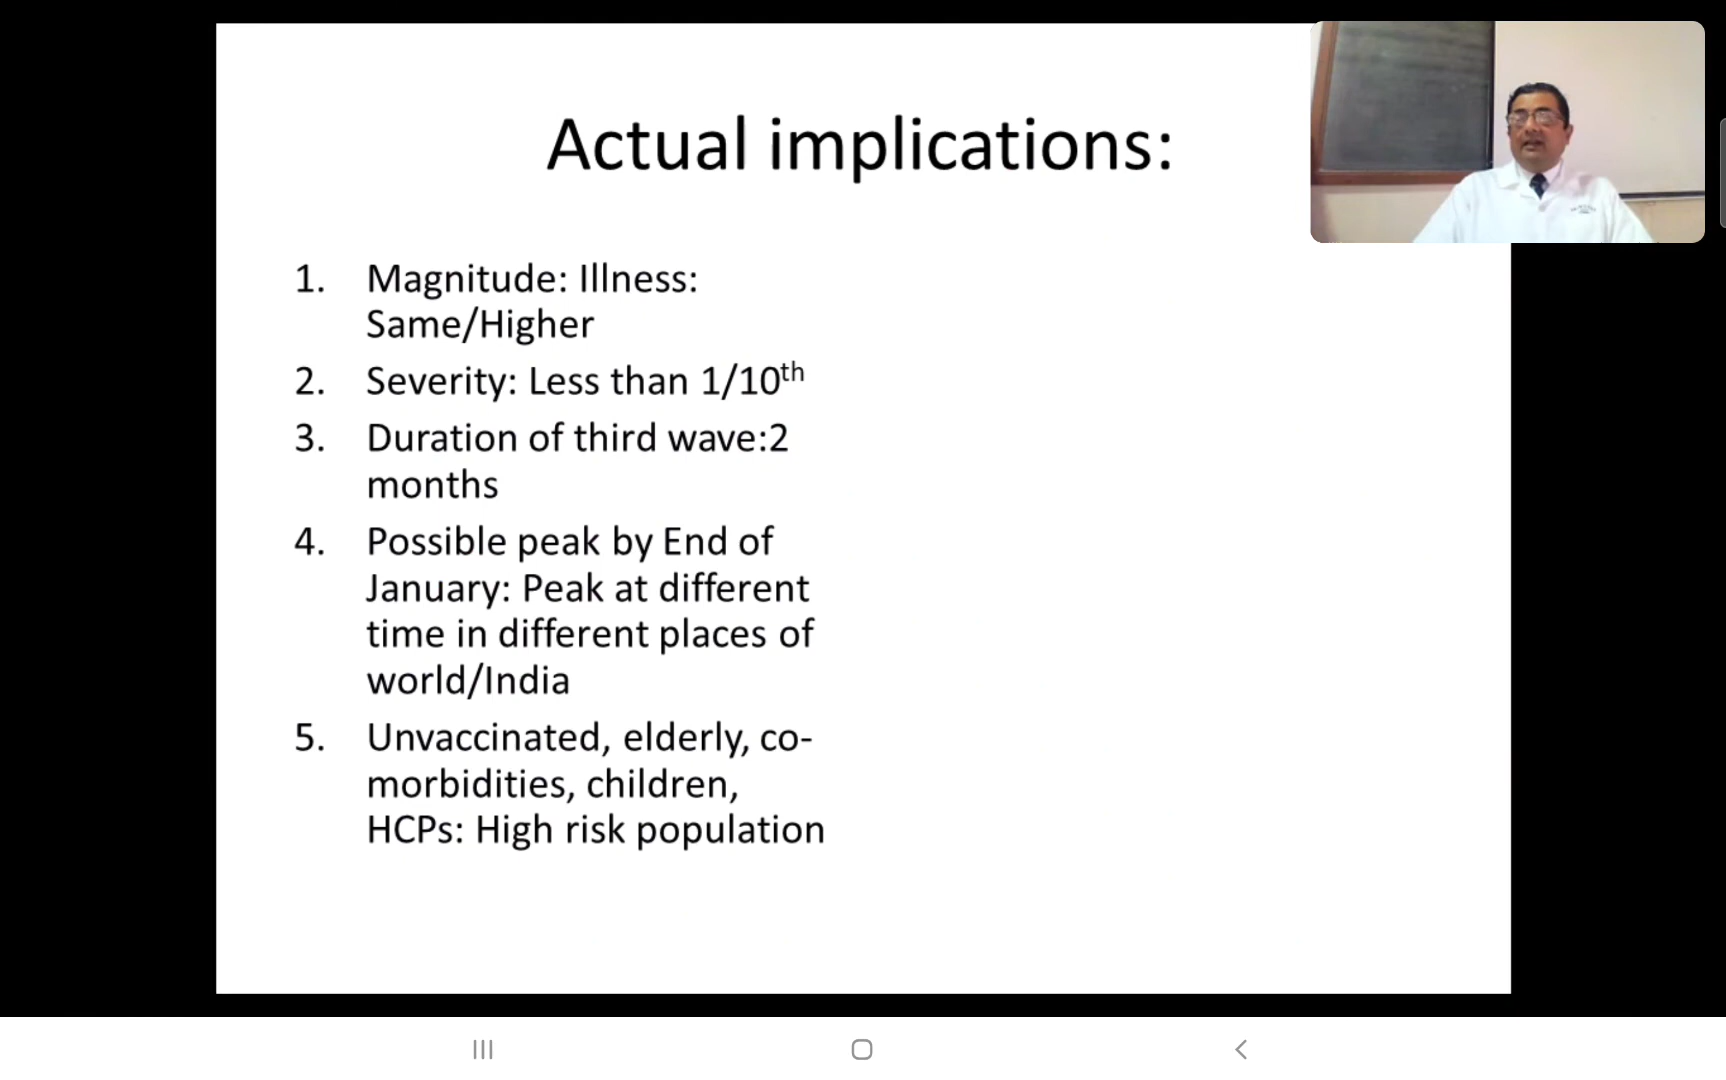 Actual implications:
1. Magnitude: Illness:
Same/Higher
2. Severity: Less than 1/10th
3. Duration of third wave:2
months
4. Possible peak by End of
January: Peak at different
time in different places of
world/India
5. Unvaccinated, elderly, co-
morbidities, children,
HCPs: High risk population